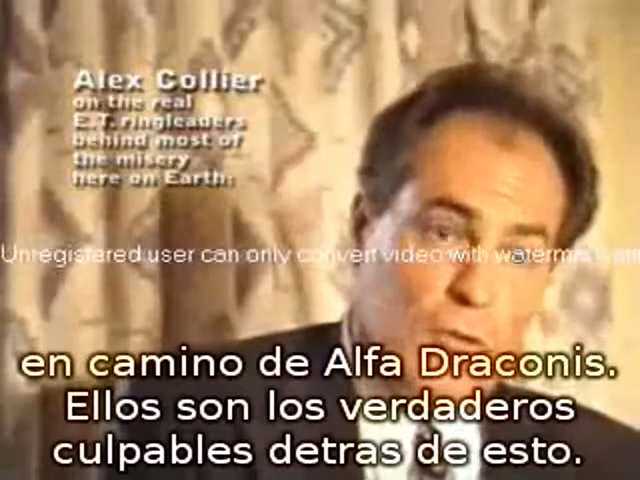 Alex Collier
on the real
E.T. ringleaders
behind most of
the misery
here on Earth:
Unregistered user can only convert video with
en camino de Alfa Draconis.
Ellos son los verdaderos
culpables detras de esto.